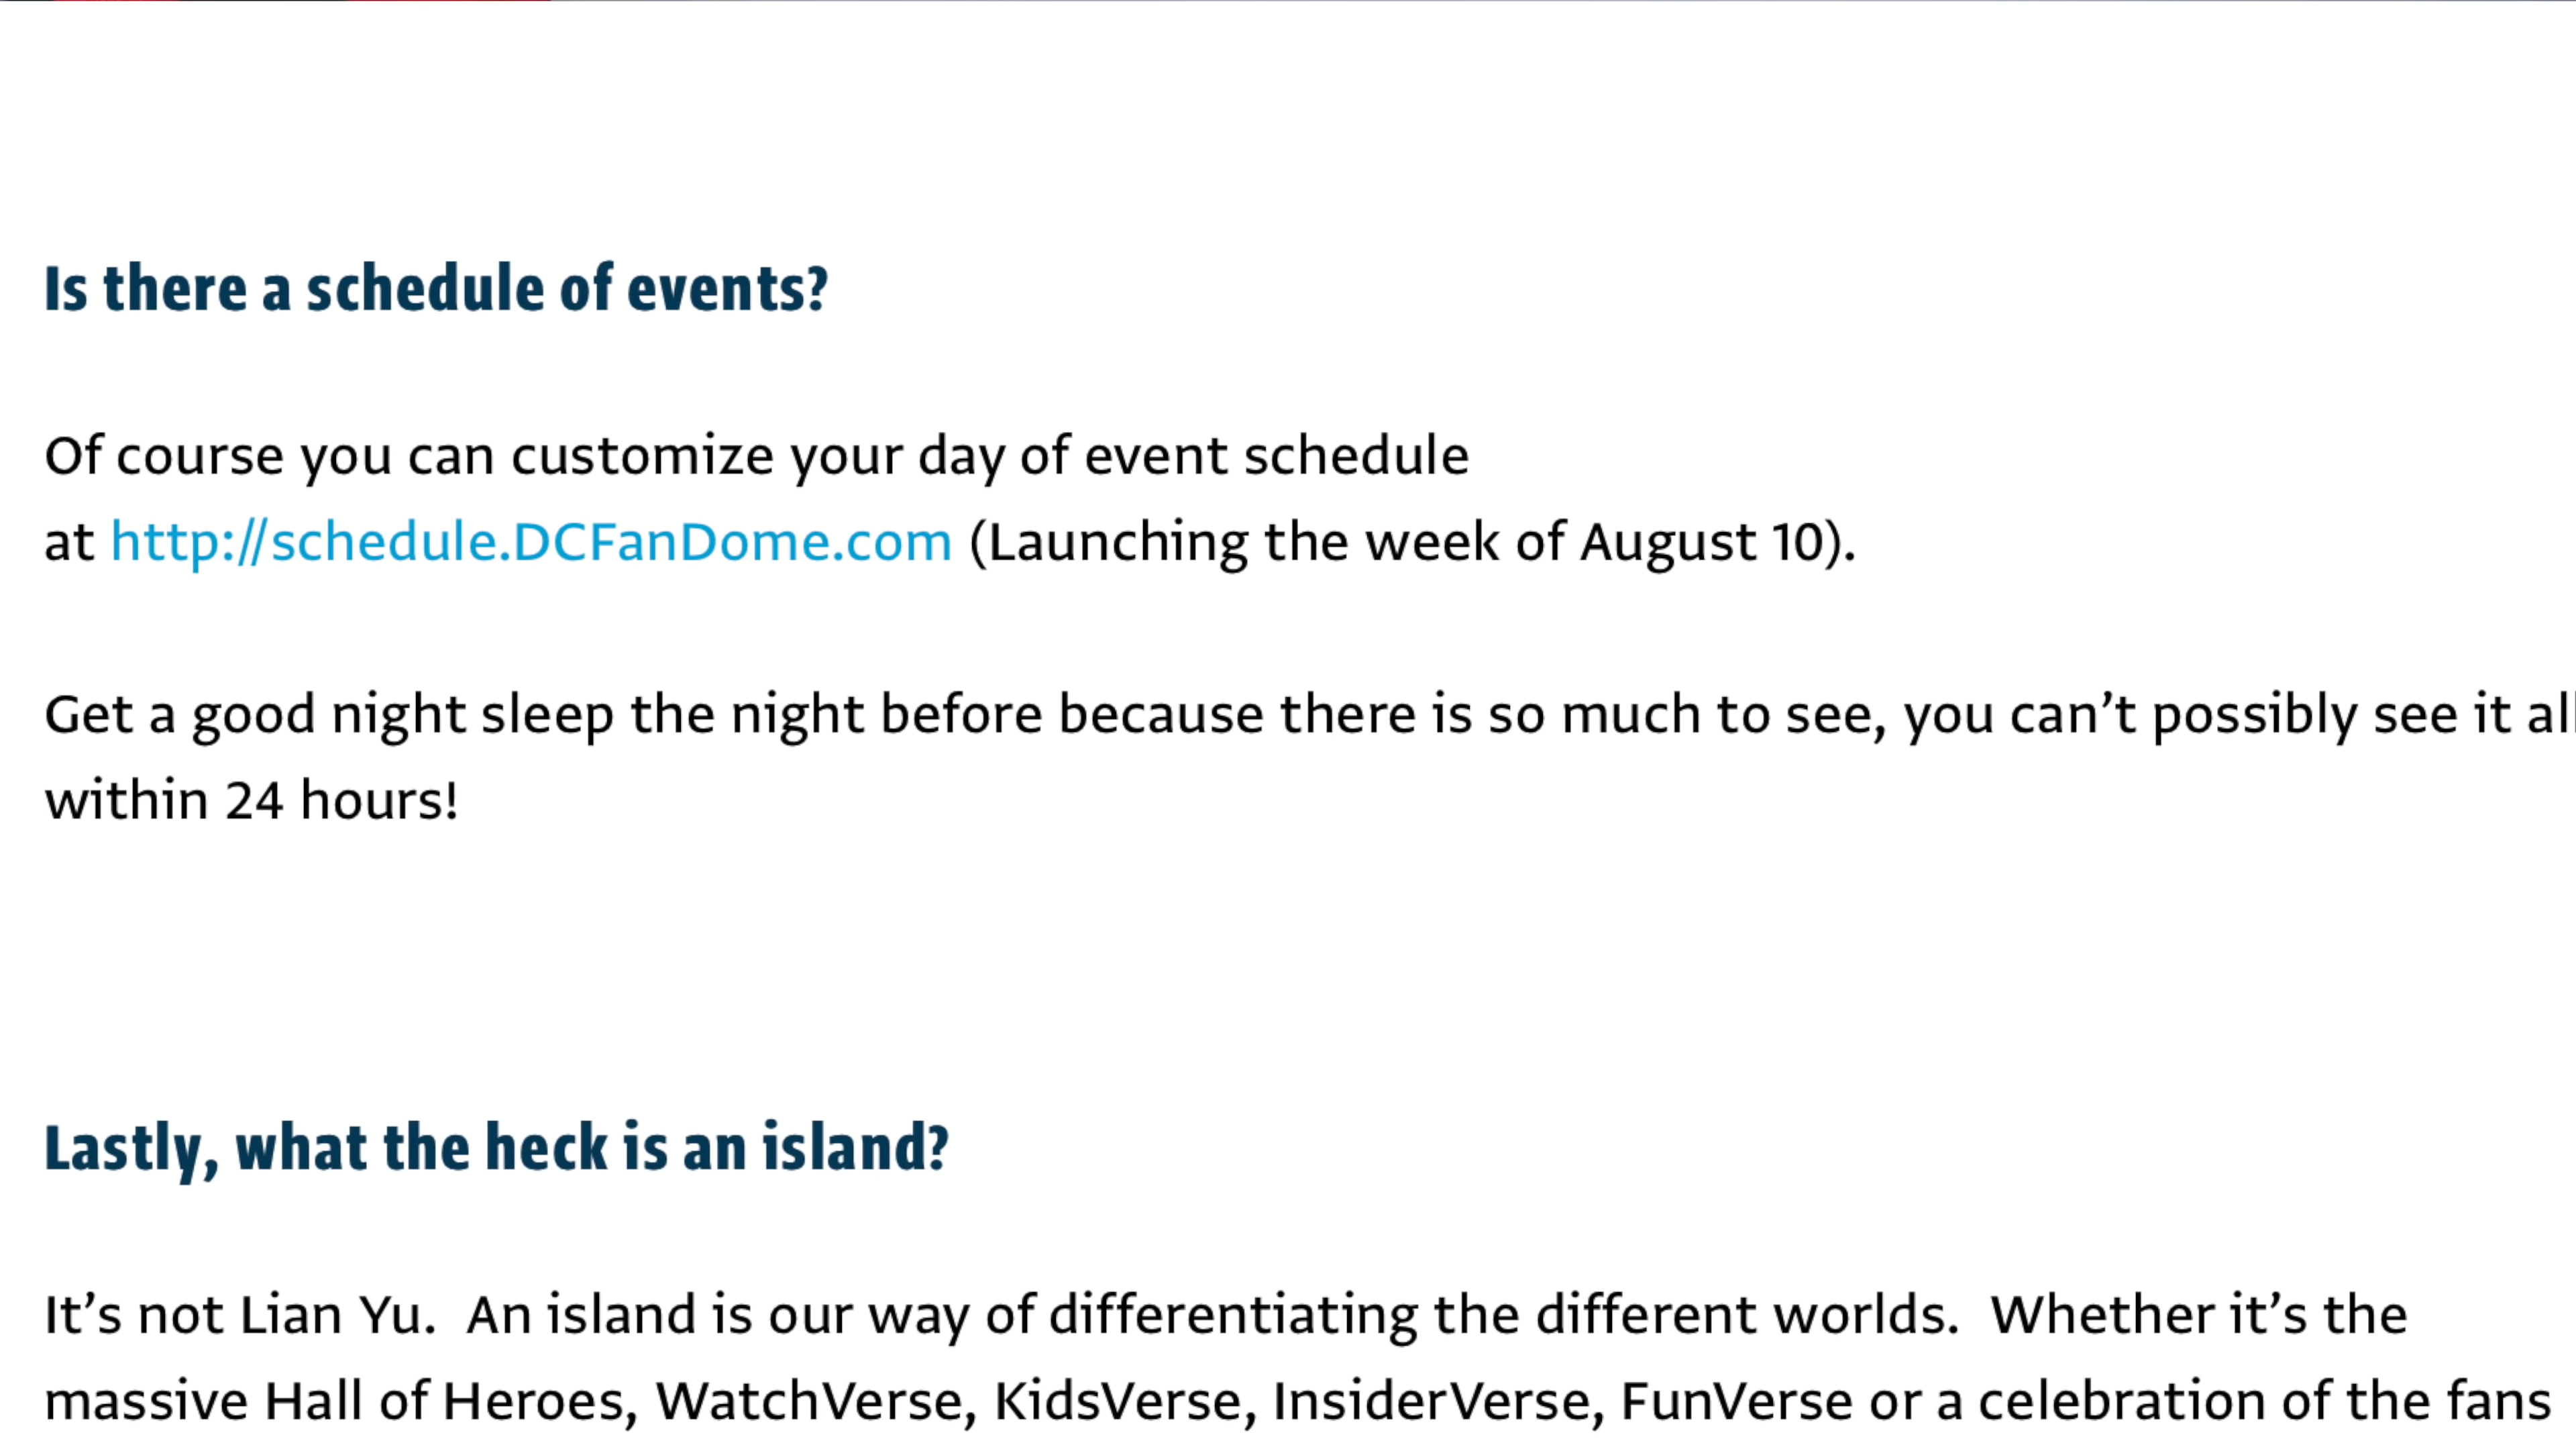 Is there a schedule of events?
Of course you can customize your day of event schedule
at http://schedule.DCFanDome.com (Launching the week of August 10).
Get a good night sleep the night before because there is so much to see, you can’t possibly see it all
within 24 hours!
Lastly, what the heck is an island?
It’s not Lian Yu.  An island is our way of differentiating the different worlds.  Whether it’s the
massive Hall of Heroes, WatchVerse, KidsVerse, InsiderVerse, FunVerse or a celebration of the fans